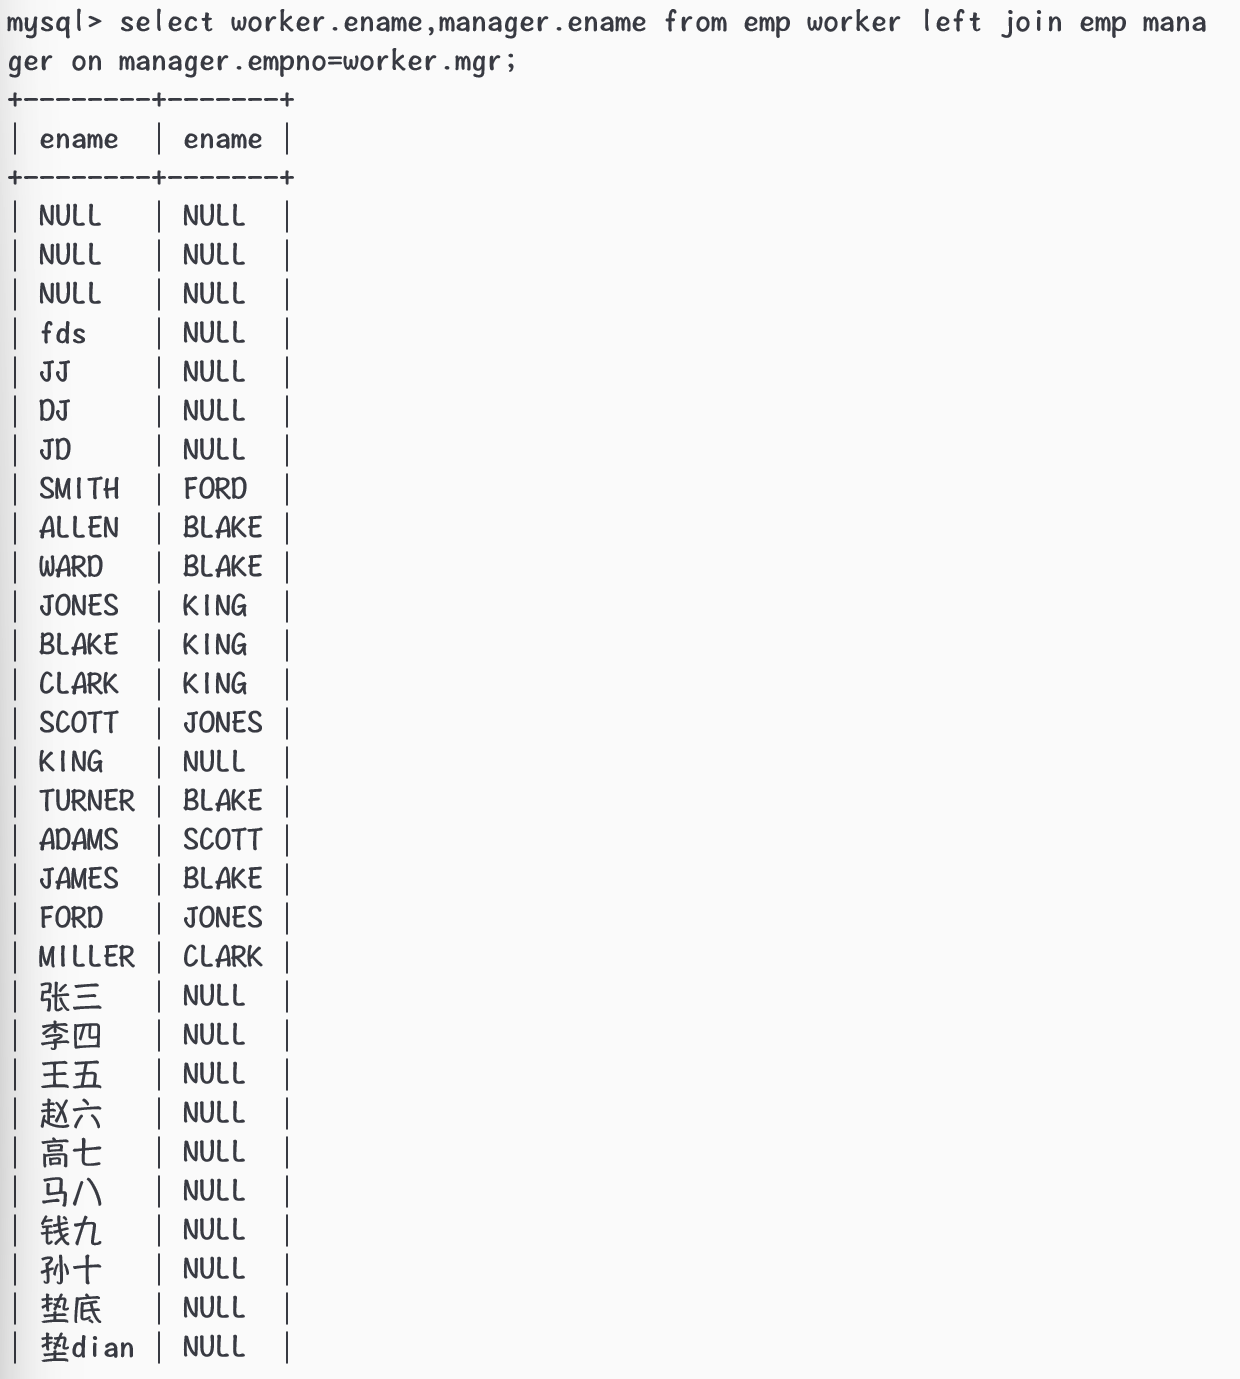 mysql> select worker.ename,manager.ename from emp worker left join emp mana
ger on manager.empno=worker.mgr;
+--------+-------+
| ename  | ename |
+--------+-------+
| NULL   | NULL  |
| NULL   | NULL  |
| NULL   | NULL  |
| fds    | NULL  |
| JJ     | NULL  |
| DJ     | NULL  |
| JD     | NULL  |
| SMITH  | FORD  |
| ALLEN  | BLAKE |
| WARD   | BLAKE |
| JONES  | KING  |
| BLAKE  | KING  |
| CLARK  | KING  |
| SCOTT  | JONES |
| KING   | NULL  |
| TURNER | BLAKE |
| ADAMS  | SCOTT |
| JAMES  | BLAKE |
| FORD   | JONES |
| MILLER | CLARK |
| 张三   | NULL  |
| 李四   | NULL  |
| 王五   | NULL  |
| 赵六   | NULL  |
| 高七   | NULL  |
| 马八   | NULL  |
| 钱九   | NULL  |
| 孙十   | NULL  |
| 垫底   | NULL  |
| 垫dian | NULL  |